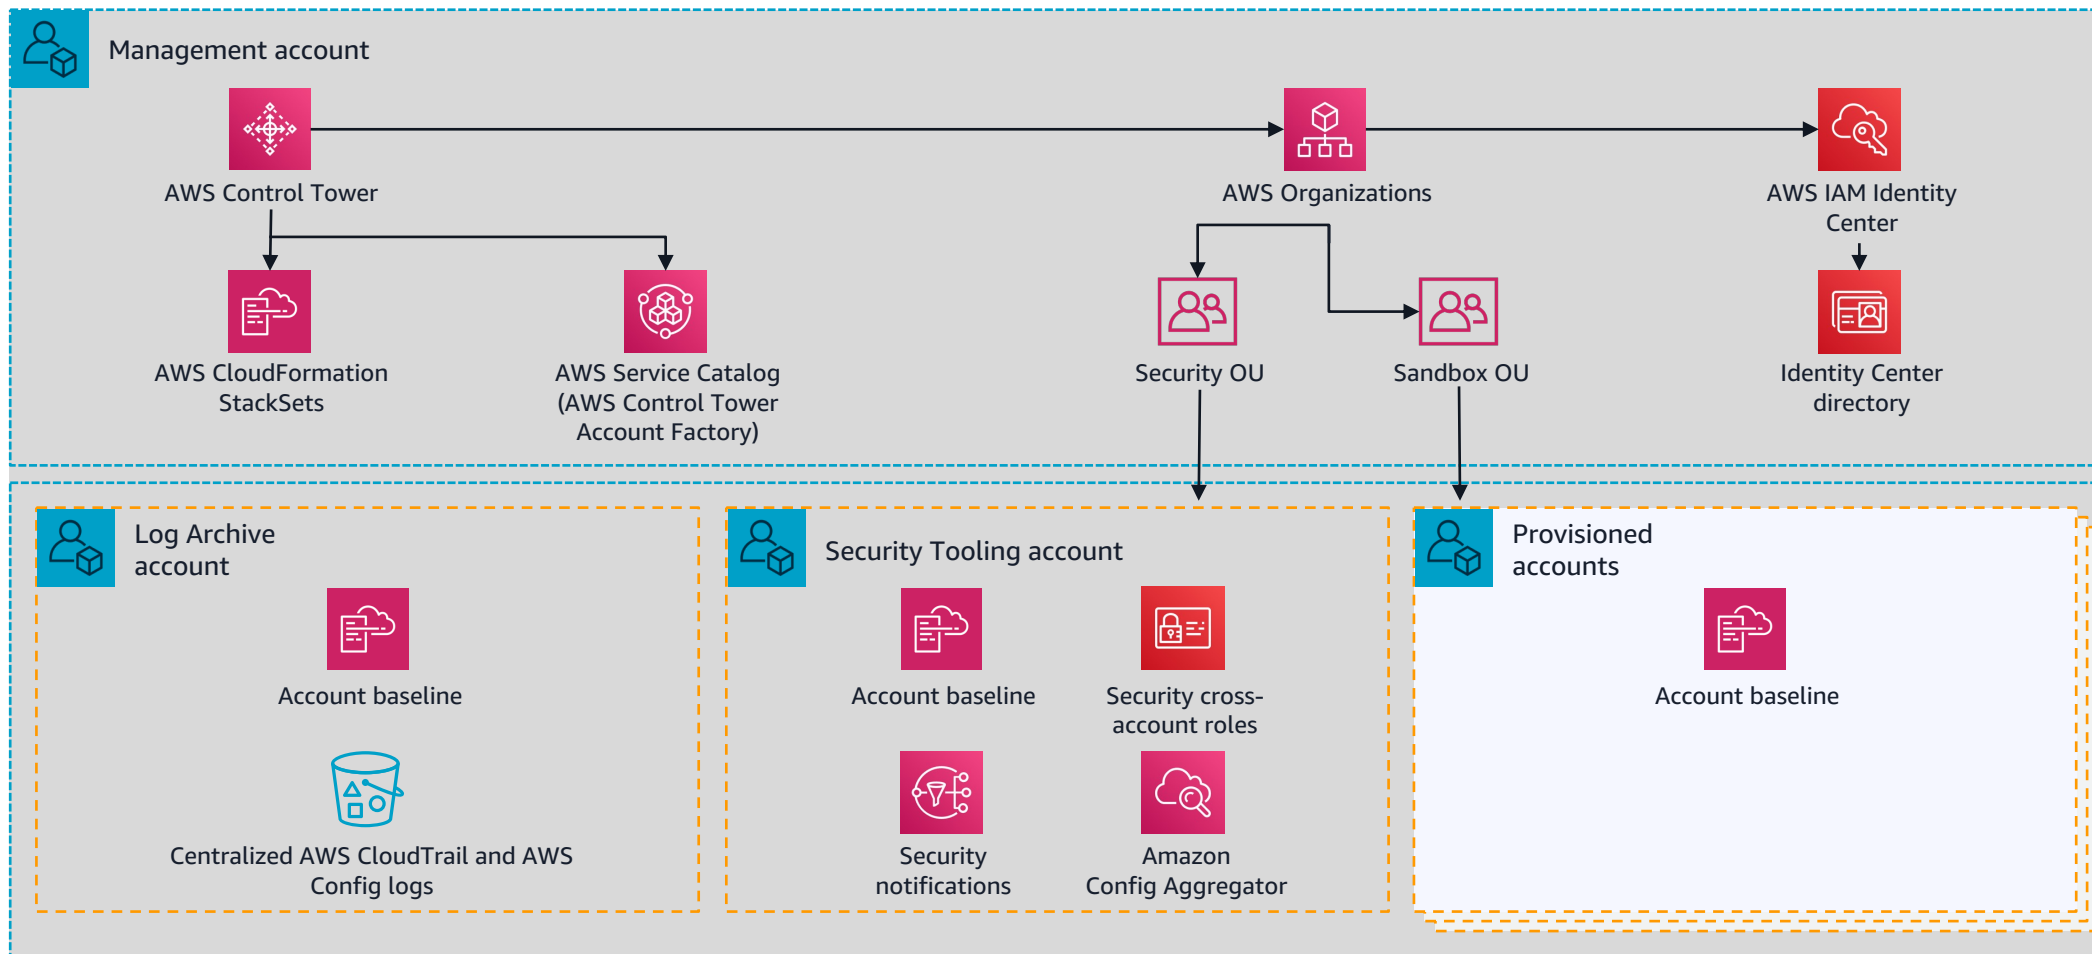 Management account
AWS Control Tower
AWS Organizations
AWS IAM Identity
Center
AWS CloudFormation
StackSets
AWS Service Catalog
(AWS Control Tower
Account Factory)
Security OU
Sandbox OU
Identity Center
directory
Log Archive
account
Account baseline
Centralized AWS CloudTrail and AWS
Config logs
Security Tooling account
Account baseline
Security cross-
account roles
Security
notifications
Amazon
Config Aggregator
Provisioned
accounts
Account baseline